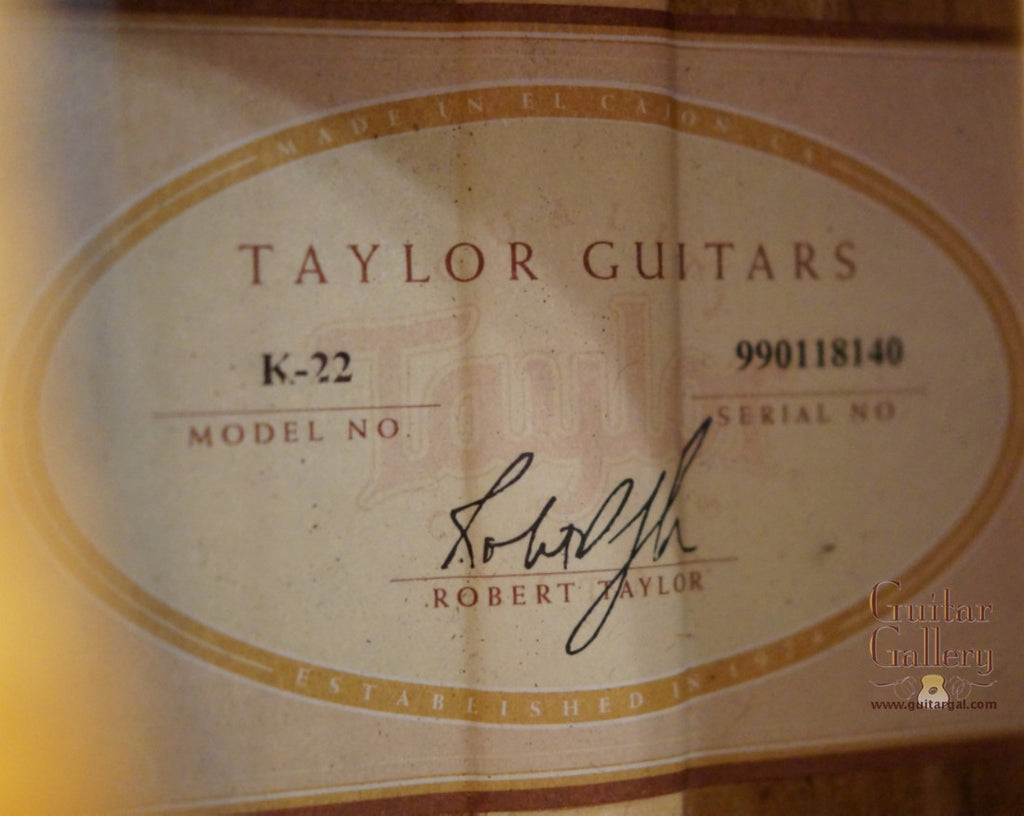 MADE IN EL CAJON, CA
TAYLOR GUITARS
K-22
MODEL NO.
990118140
SERIAL NO
Taylor
Robert Taylor
ROBERT TAYLOR
ESTABLISHED IN 1974
Guitar
Gallery
www.guitargal.com